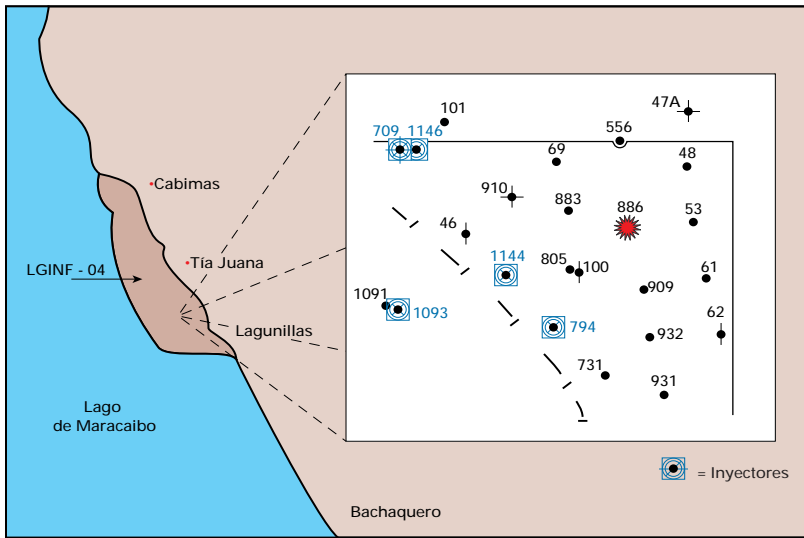 Cabimas
Tía Juana
LGINF - 04
Lagunillas
Lago
de Maracaibo
Bachaquero
47A
101
709 1146
556
69
48
910
883
886
53
46
1144
805
100
61
909
1091
1093
794
62
932
731
931
= Inyectores